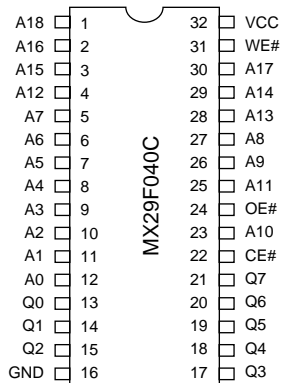 A18 1 32 VCC
A16 2 31 WE#
A15 3 30 A17
A12 4 29 A14
A7 5 28 A13
A6 6 27 A8
A5 7 26 A9
A4 8 25 A11
A3 9 24 OE#
A2 10 23 A10
A1 11 22 CE#
A0 12 21 Q7
Q0 13 20 Q6
Q1 14 19 Q5
Q2 15 18 Q4
GND 16 17 Q3
MX29F040C